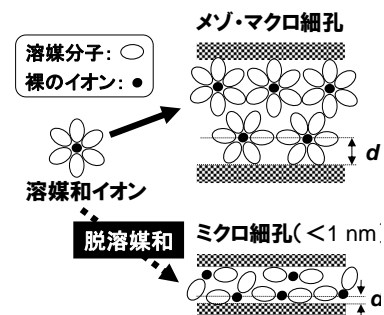 メゾ・マクロ細孔
溶媒分子:
裸のイオン:
d
溶媒和イオン
脱溶媒和
ミクロ細孔(<1 nm)
d